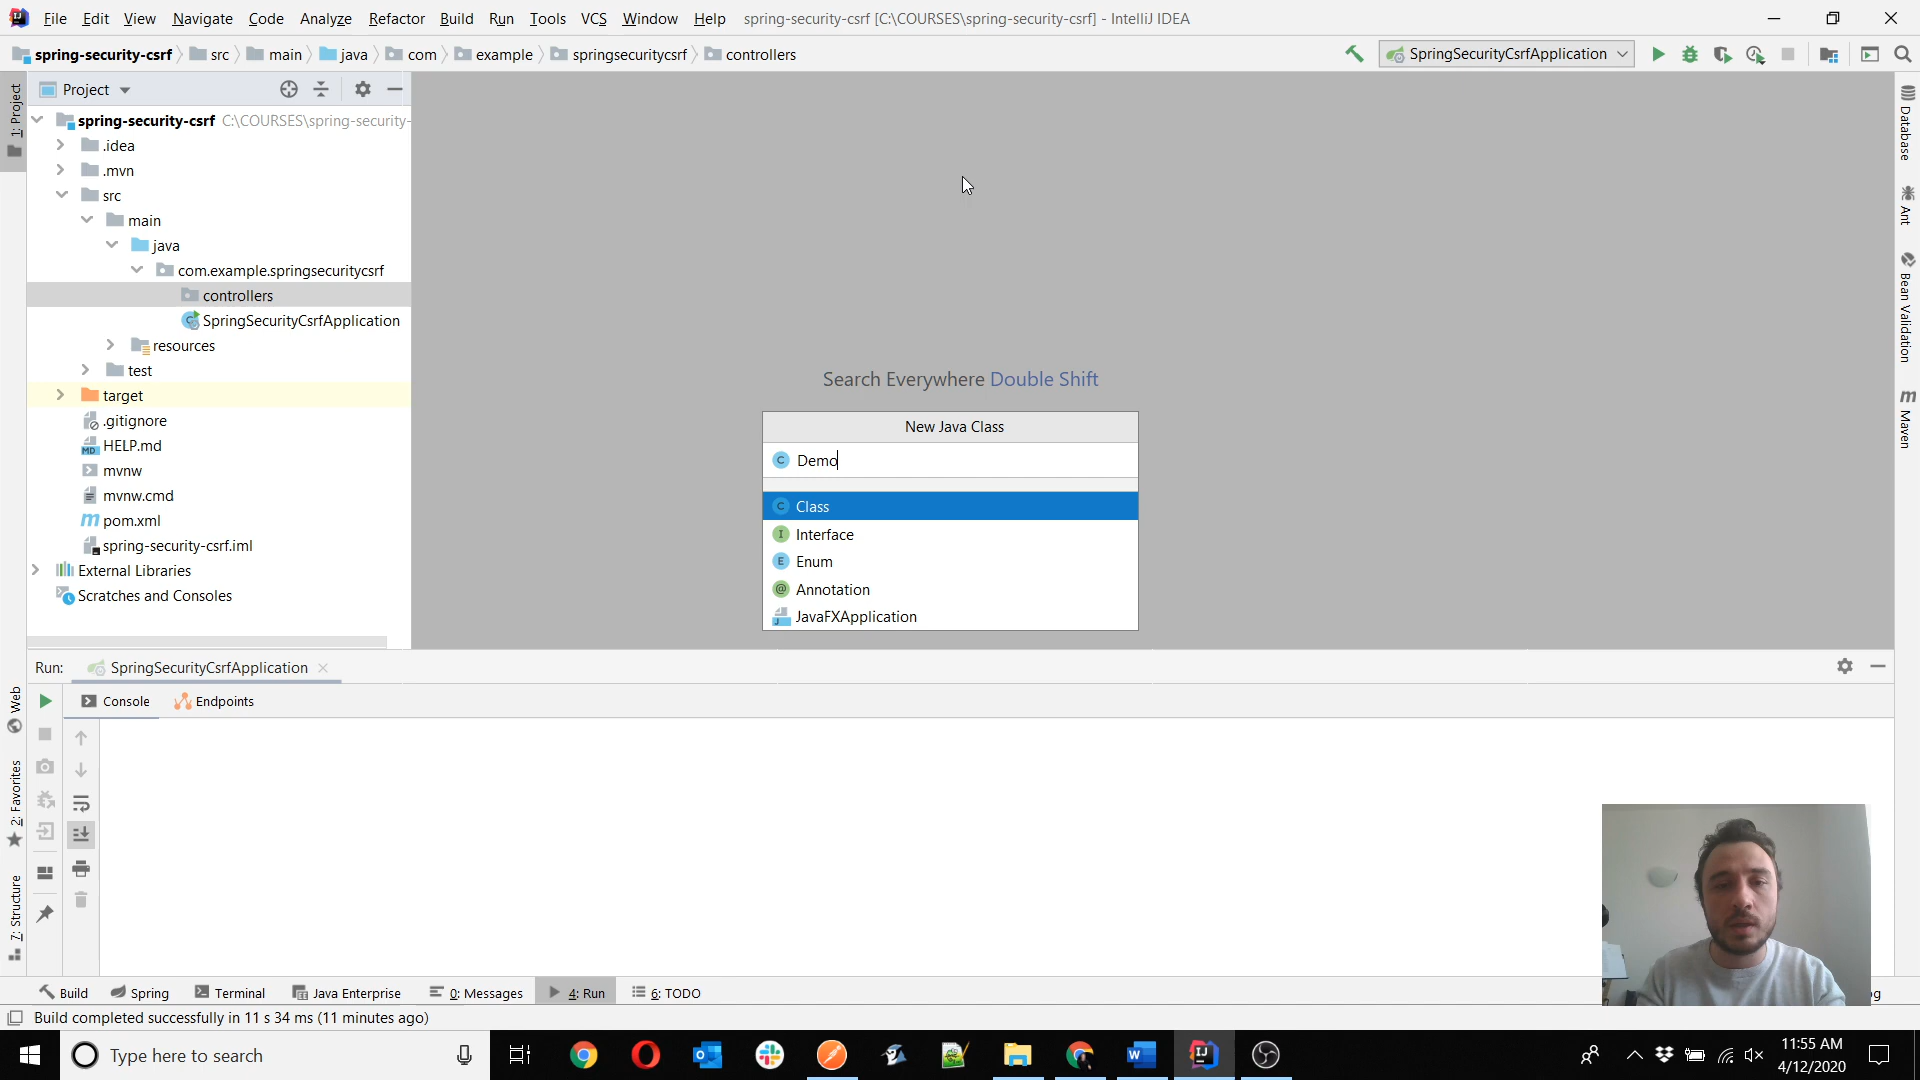 File Edit View Navigate Code Analyze Refactor Build Run Tools VCS Window Help spring-security-csrf [C:\COURSES\spring-security-csrf] - IntelliJ IDEA
spring-security-csrf src main java com example springsecuritycsrf controllers SpringSecurityCsrfApplication
Project
1: Project
spring-security-csrf C:\COURSES\spring-security-
.idea
.mvn
src
main
java
com.example.springsecuritycsrf
controllers
SpringSecurityCsrfApplication
resources
test
target
.gitignore
HELP.md
mvnw
mvnw.cmd
pom.xml
spring-security-csrf.iml
External Libraries
Scratches and Consoles
Search Everywhere Double Shift
New Java Class
Demo
Class
Interface
Enum
Annotation
JavaFXApplication
Database
Ant
Bean Validation
Maven
Run: SpringSecurityCsrfApplication
Console Endpoints
Web
2: Favorites
7: Structure
Build Spring Terminal Java Enterprise 0: Messages 4: Run 6: TODO
Build completed successfully in 11 s 34 ms (11 minutes ago)
Type here to search
11:55 AM
4/12/2020